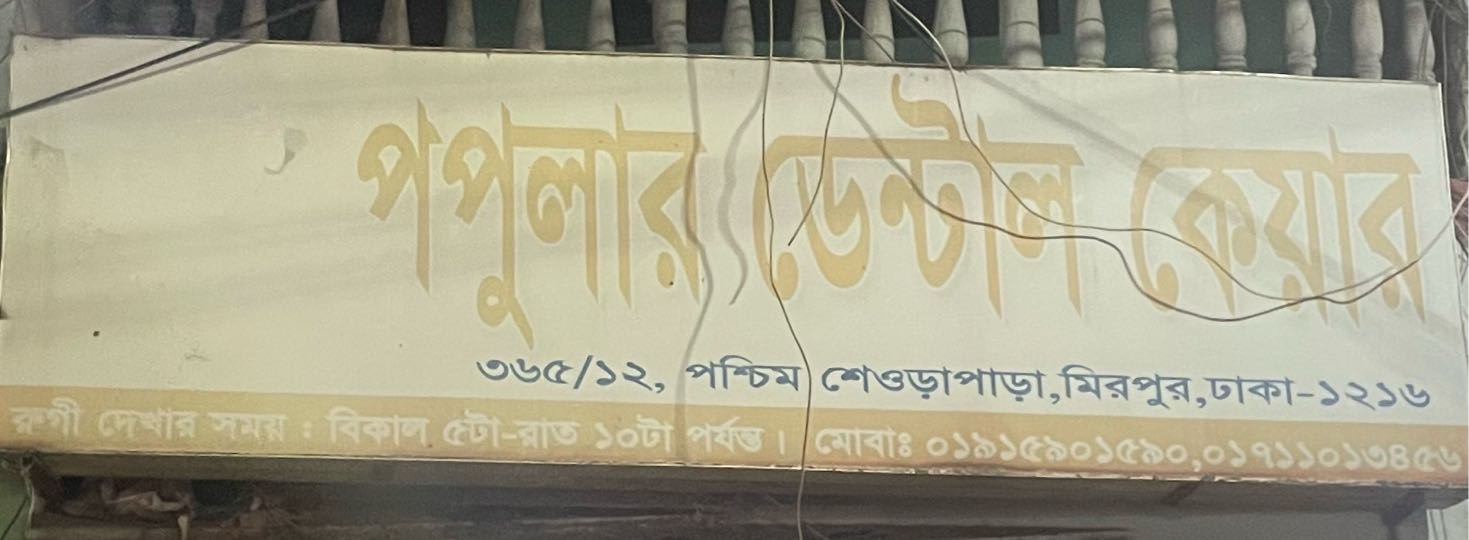 পপুলার ডেন্টাল কেয়ার
৩৬৫/১২, পশ্চিম শেওড়াপাড়া,মিরপুর,ঢাকা-১২১৬
রুগী দেখার সময় : বিকাল ৫টা-রাত ১০টা পর্যন্ত। মোবাঃ ০১৯১৫৯০১৫৯০,০১৭১১০১৩৪৫৬